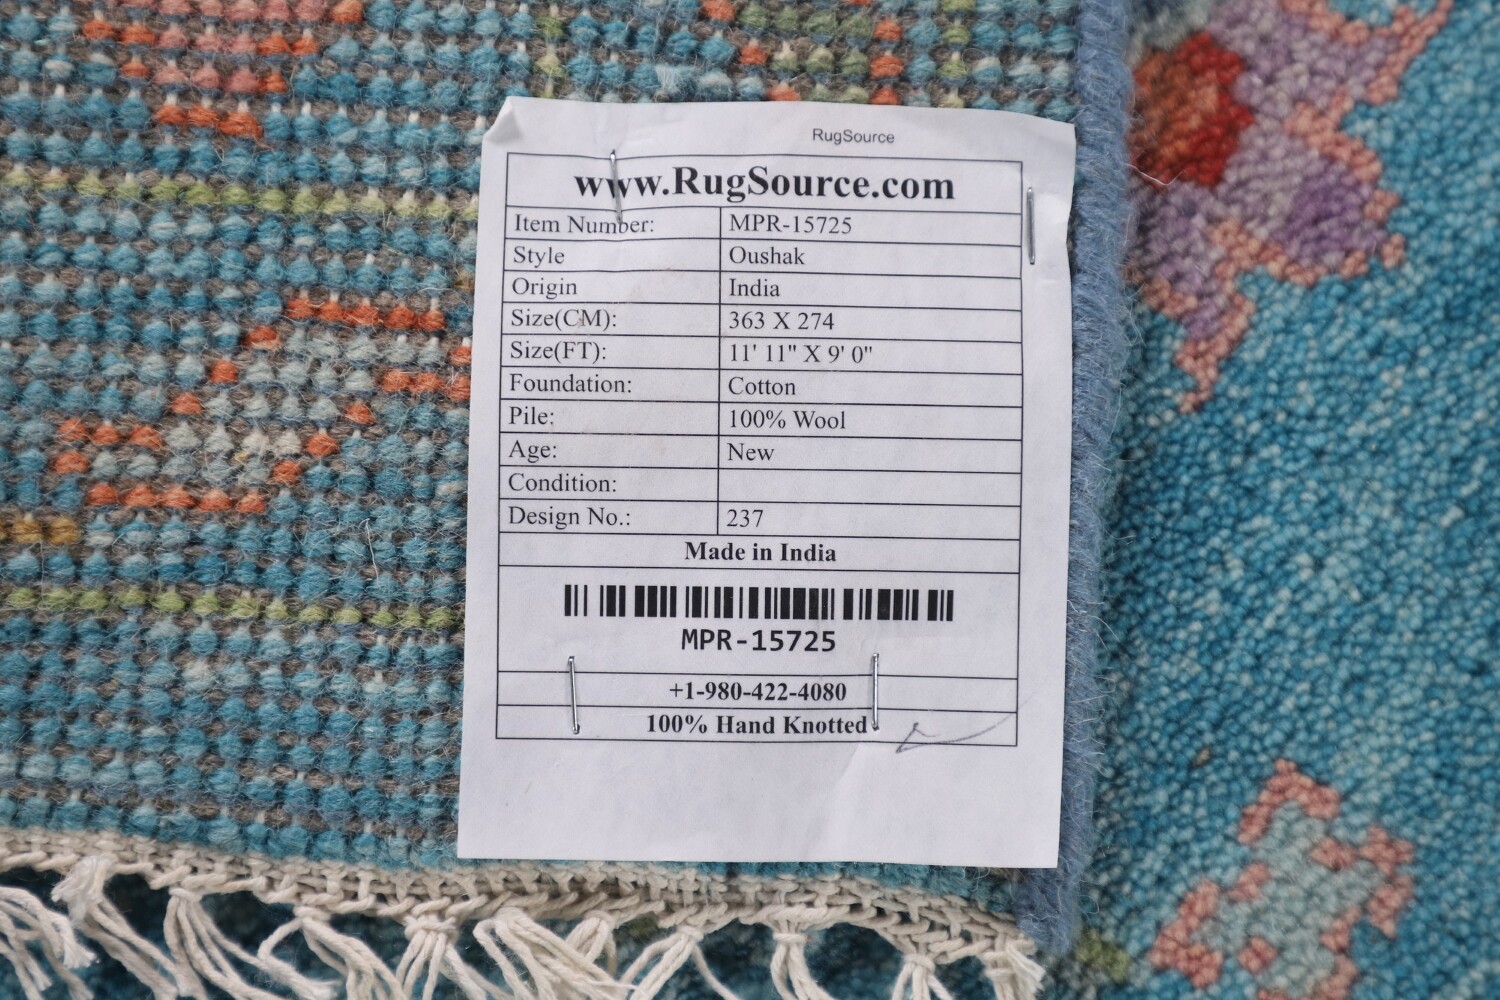 RugSource
www.RugSource.com
Item Number: MPR-15725
Style Oushak
Origin India
Size(CM): 363 X 274
Size(FT): 11' 11" X 9' 0"
Foundation: Cotton
Pile: 100% Wool
Age: New
Condition:
Design No.: 237
Made in India
MPR-15725
+1-980-422-4080
100% Hand Knotted